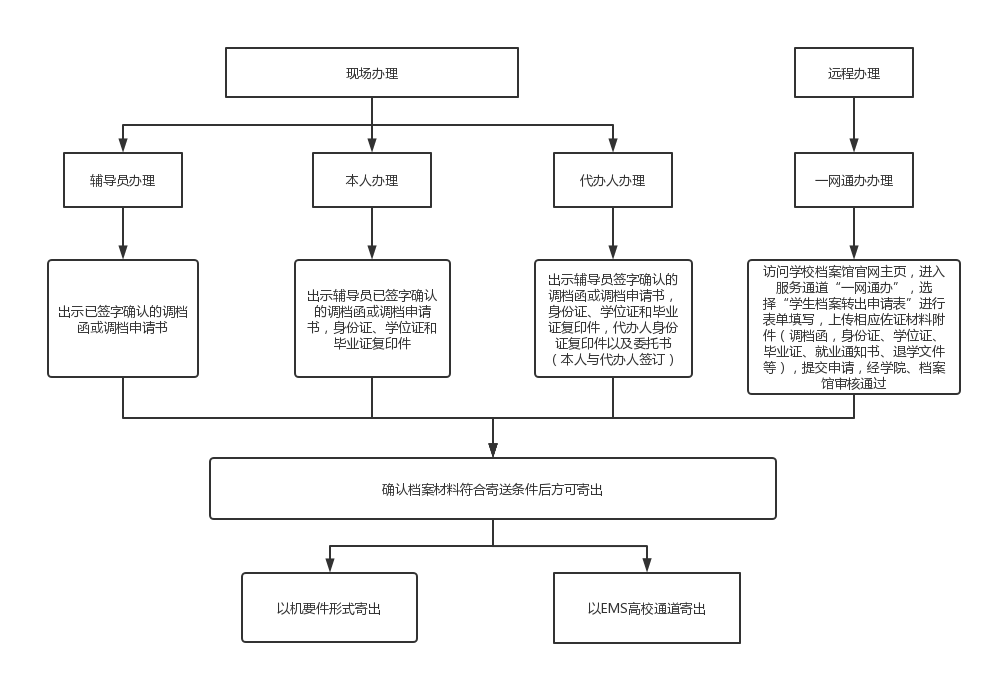 现场办理
远程办理
辅导员办理
本人办理
代办人办理
一网通办办理
出示已签字确认的调档
函或调档申请书
出示辅导员已签字确认
的调档函或调档申请
书，身份证、学位证和
毕业证复印件
出示辅导员签字确认的
调档函或调档申请书，
身份证、学位证和毕业
证复印件，代办人身份
证复印件以及委托书
（本人与代办人签订）
访问学校档案馆官网主页，进入
服务通道“一网通办”，选
择“学生档案转出申请表”进行
表单填写，上传相应佐证材料附
件（调档函，身份证、学位证、
毕业证、就业通知书、退学文件
等），提交申请，经学院、档案
馆审核通过
确认档案材料符合寄送条件后方可寄出
以机要件形式寄出
以EMS高校通道寄出